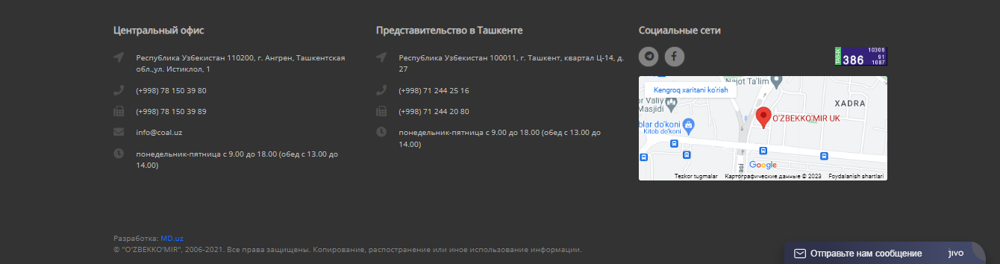 Центральный офис
Республика Узбекистан 110200, г. Ангрен, Ташкентская
обл.,ул. Истиклол, 1
(+998) 78 150 39 80
(+998) 78 150 39 89
info@coal.uz
понедельник-пятница с 9.00 до 18.00 (обед с 13.00 до
14.00)
Представительство в Ташкенте
Республика Узбекистан 100011, г. Ташкент, квартал Ц-14, д.
27
(+998) 71 244 25 16
(+998) 71 244 20 80
понедельник-пятница с 9.00 до 18.00 (обед с 13.00 до
14.00)
Социальные сети
TAS-IX
10306
386
91
1087
Kengroq xaritani ko'rish
Najot Ta'lim
or Valiy
Masjidi
XADRA
O'ZBEKKO'MIR UK
blar do'koni
Kitob do'koni
Google
Tezkor tugmalar
Картографические данные © 2023
Foydalanish shartlari
Разработка: MD.uz
© "O'ZBEKKO'MIR", 2006-2021. Все права защищены. Копирование, распостранение или иное использование информации.
Отправьте нам сообщение
jivo